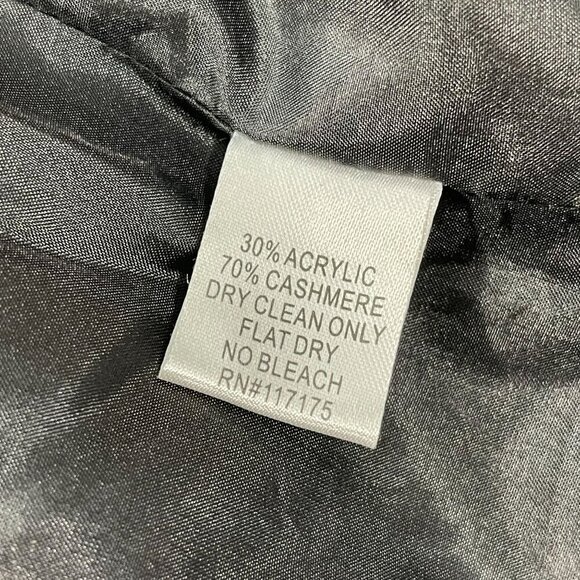 30% ACRYLIC
70% CASHMERE
DRY CLEAN ONLY
FLAT DRY
NO BLEACH
RN#117175